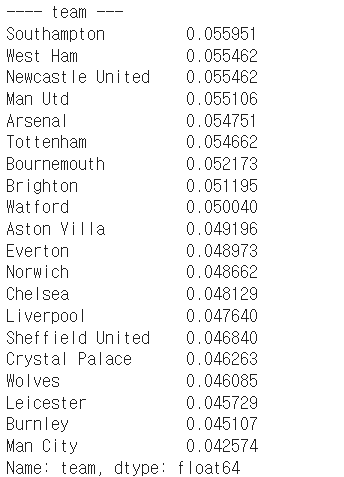 ---- team ---
Southampton 0.055951
West Ham 0.055462
Newcastle United 0.055462
Man Utd 0.055106
Arsenal 0.054751
Tottenham 0.054662
Bournemouth 0.052173
Brighton 0.051195
Watford 0.050040
Aston Villa 0.049196
Everton 0.048973
Norwich 0.048662
Chelsea 0.048129
Liverpool 0.047640
Sheffield United 0.046840
Crystal Palace 0.046263
Wolves 0.046085
Leicester 0.045729
Burnley 0.045107
Man City 0.042574
Name: team, dtype: float64